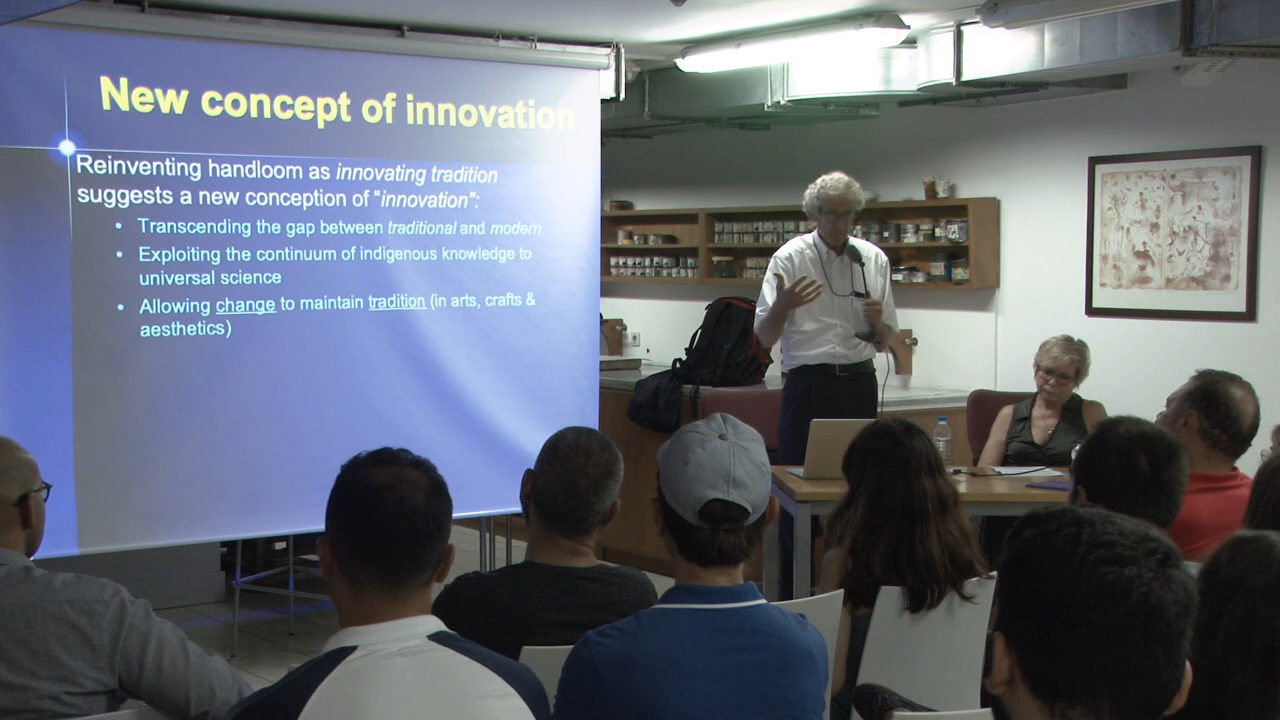 New concept of innovation
Reinventing handloom as innovating tradition
suggests a new conception of “innovation”:
• Transcending the gap between traditional and modern
• Exploiting the continuum of indigenous knowledge to
universal science
• Allowing change to maintain tradition (in arts, crafts &
aesthetics)